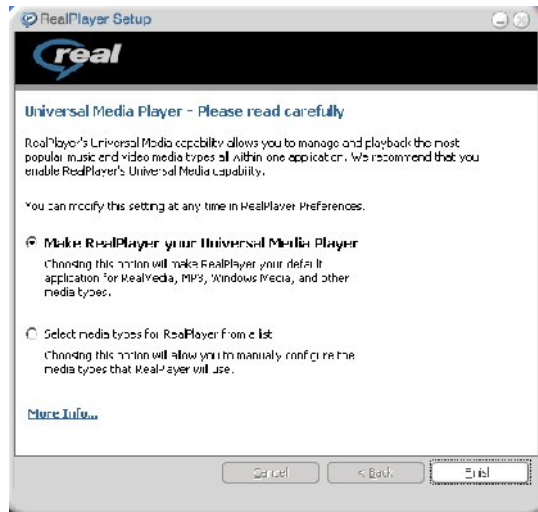 RealPlayer Setup
real
Universal Media Player - Please read carefully
RealPlayer's Universal Media capability allows you to manage and playback the most
popular music and video media types all within one application. We recommend that you
enable RealPlayer's Universal Media capability.
You can modify this setting at any time in RealPlayer Preferences.
Make RealPlayer your Universal Media Player
Choosing this option will make RealPlayer your default
application for RealMedia, MP3, Windows Media, and other
media types.
Select media types for RealPlayer from a list
Choosing this option will allow you to manually configure the
media types that RealPlayer will use.
More Info...
Cancel
< Back
Finish